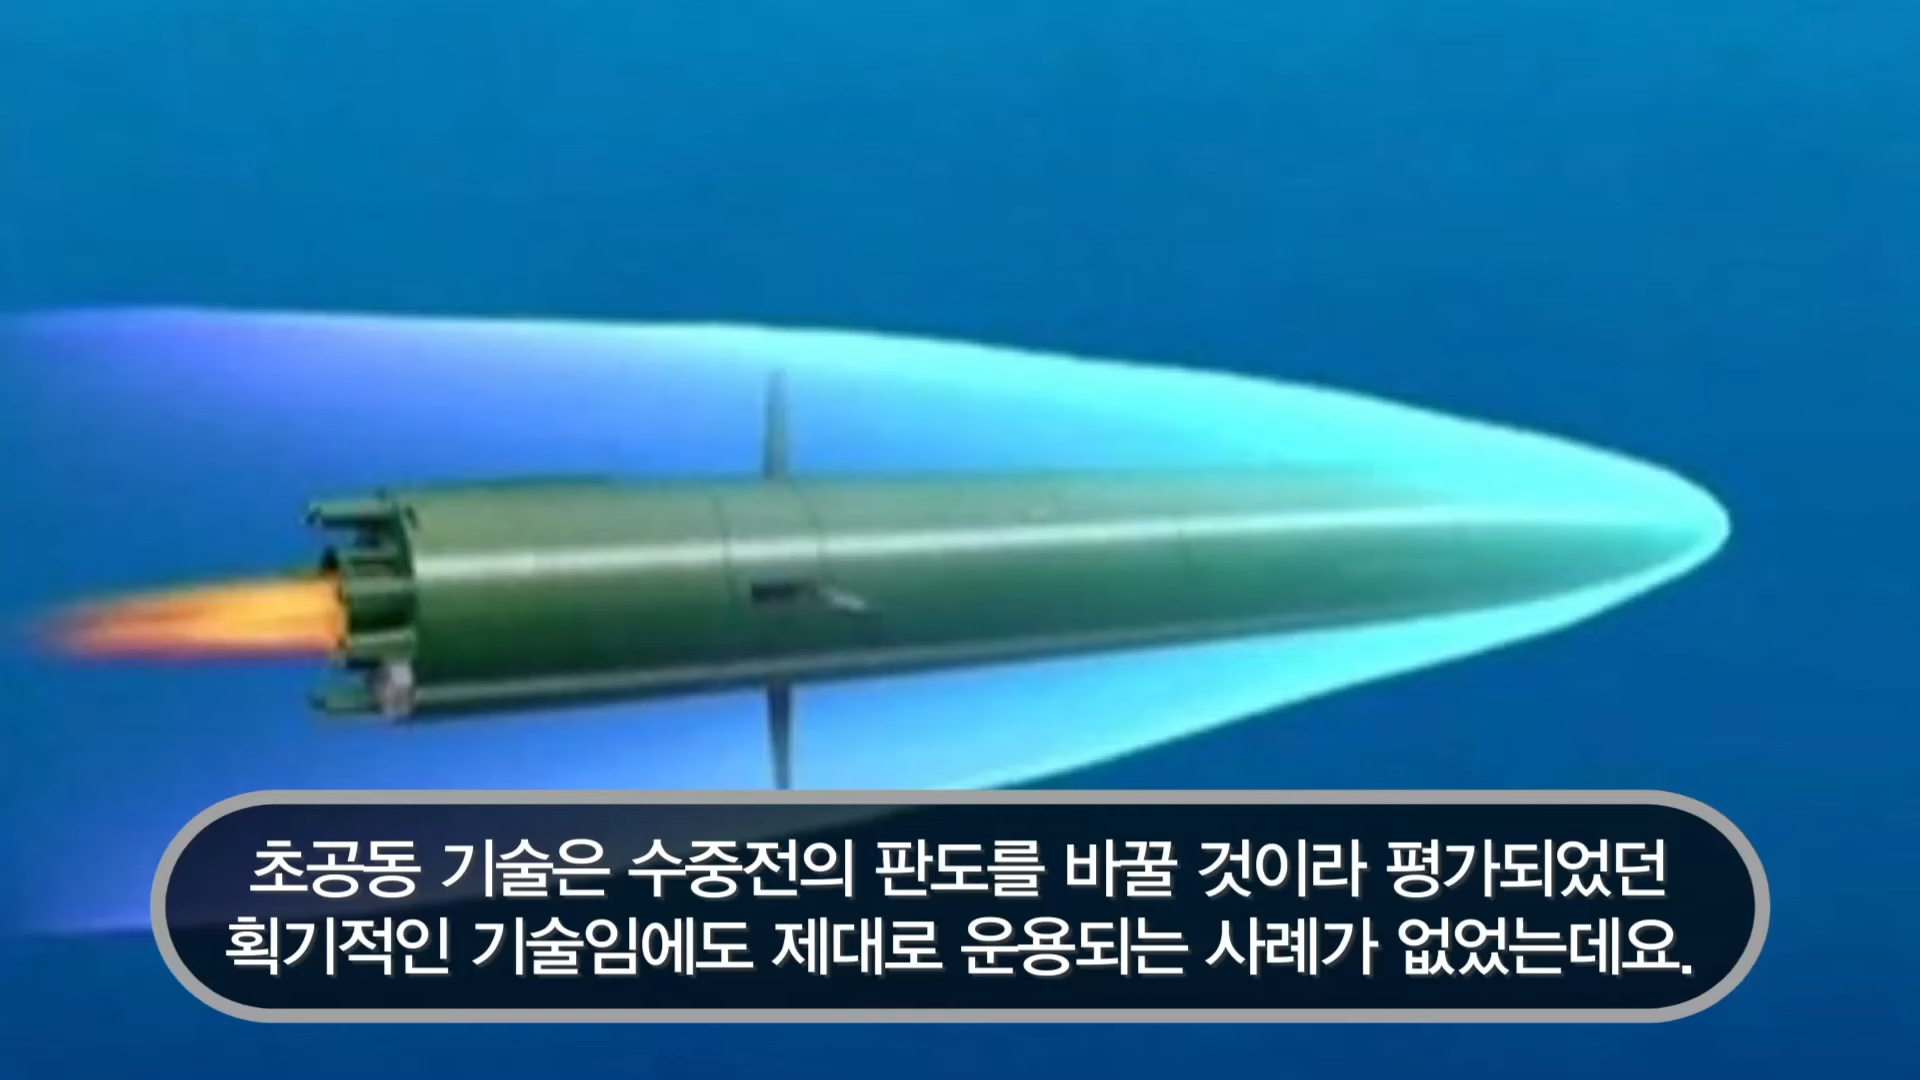 초공동 기술은 수중전의 판도를 바꿀 것이라 평가되었던
획기적인 기술임에도 제대로 운용되는 사례가 없었는데요.